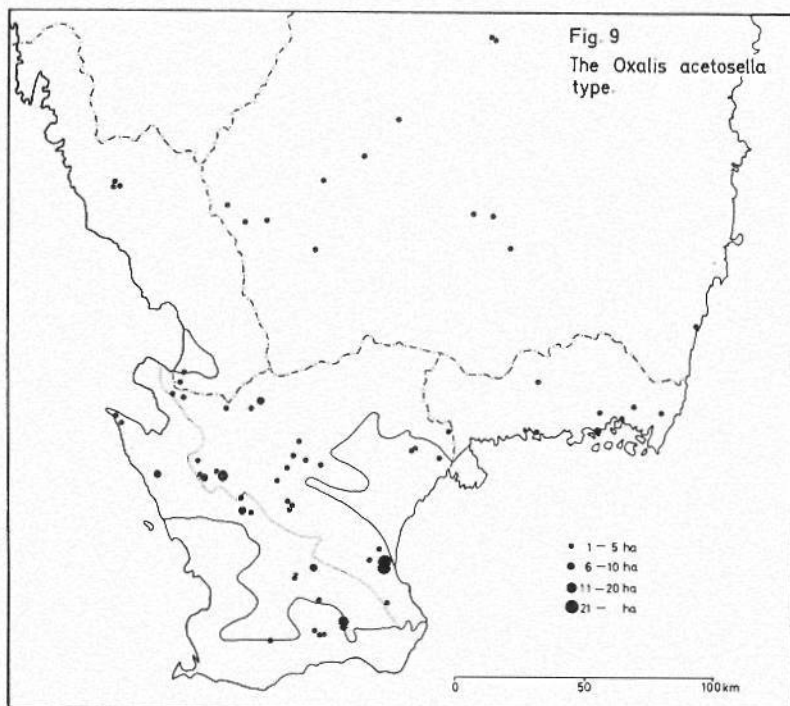 Fig. 9
The Oxalis acetosella
type.
1 – 5 ha
6 – 10 ha
11 – 20 ha
21 – ha
0 50 100 km